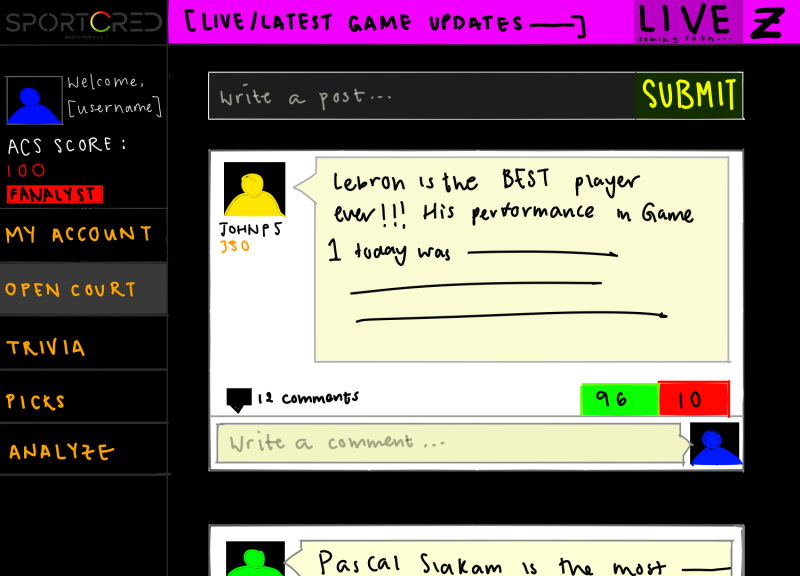 SPORTCRED
[LIVE/LATEST GAME UPDATES ——]
LIVE
coming soon...
Z
Welcome,
[username]
ACS SCORE:
100
FANALYST
MY ACCOUNT
OPEN COURT
TRIVIA
PICKS
ANALYZE
Write a post...
SUBMIT
JOHNP5
350
Lebron is the BEST player
ever!!! His performance in Game
1 today was
12 comments
96
10
Write a comment...
Pascal Siakam is the most